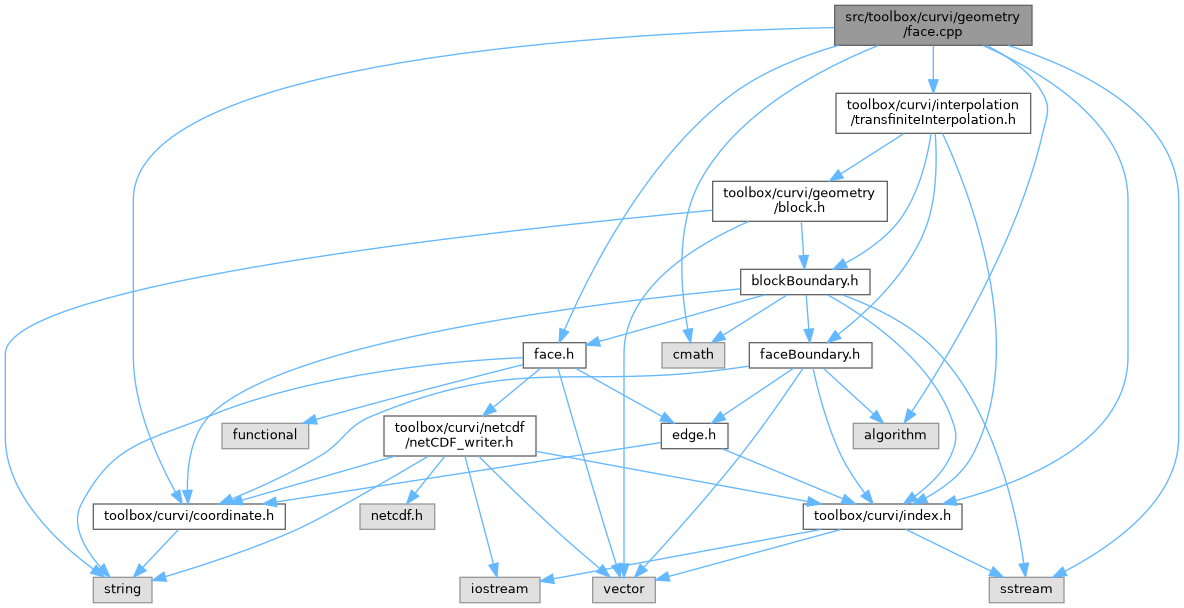 src/toolbox/curvi/geometry
/face.cpp
toolbox/curvi/interpolation
/transfiniteInterpolation.h
toolbox/curvi/geometry
/block.h
blockBoundary.h
face.h
cmath
faceBoundary.h
functional
toolbox/curvi/netcdf
/netCDF_writer.h
edge.h
algorithm
toolbox/curvi/coordinate.h
netcdf.h
toolbox/curvi/index.h
string
iostream
vector
sstream